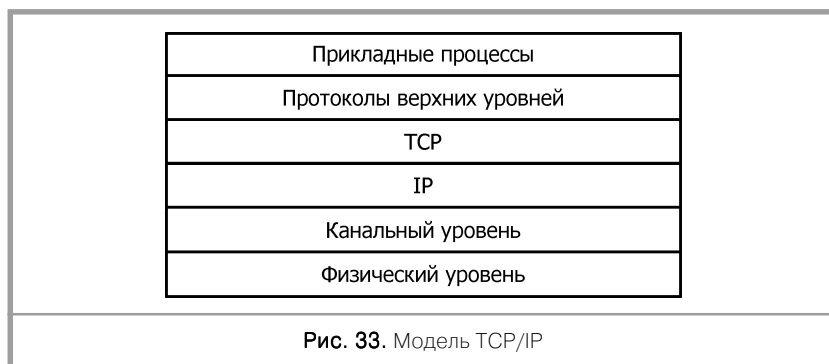 Прикладные процессы
Протоколы верхних уровней
TCP
IP
Канальный уровень
Физический уровень
Рис. 33. Модель TCP/IP